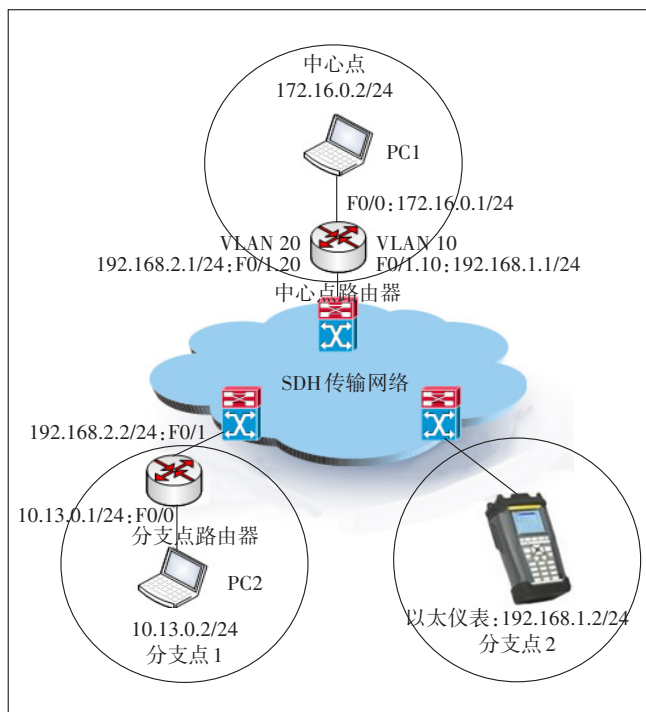 中心点
172.16.0.2/24
PC1
F0/0:172.16.0.1/24
VLAN 20 VLAN 10
192.168.2.1/24:F0/1.20 F0/1.10:192.168.1.1/24
中心点路由器
SDH传输网络
192.168.2.2/24:F0/1
10.13.0.1/24:F0/0
分支点路由器
PC2
10.13.0.2/24
分支点1
以太仪表:192.168.1.2/24
分支点2